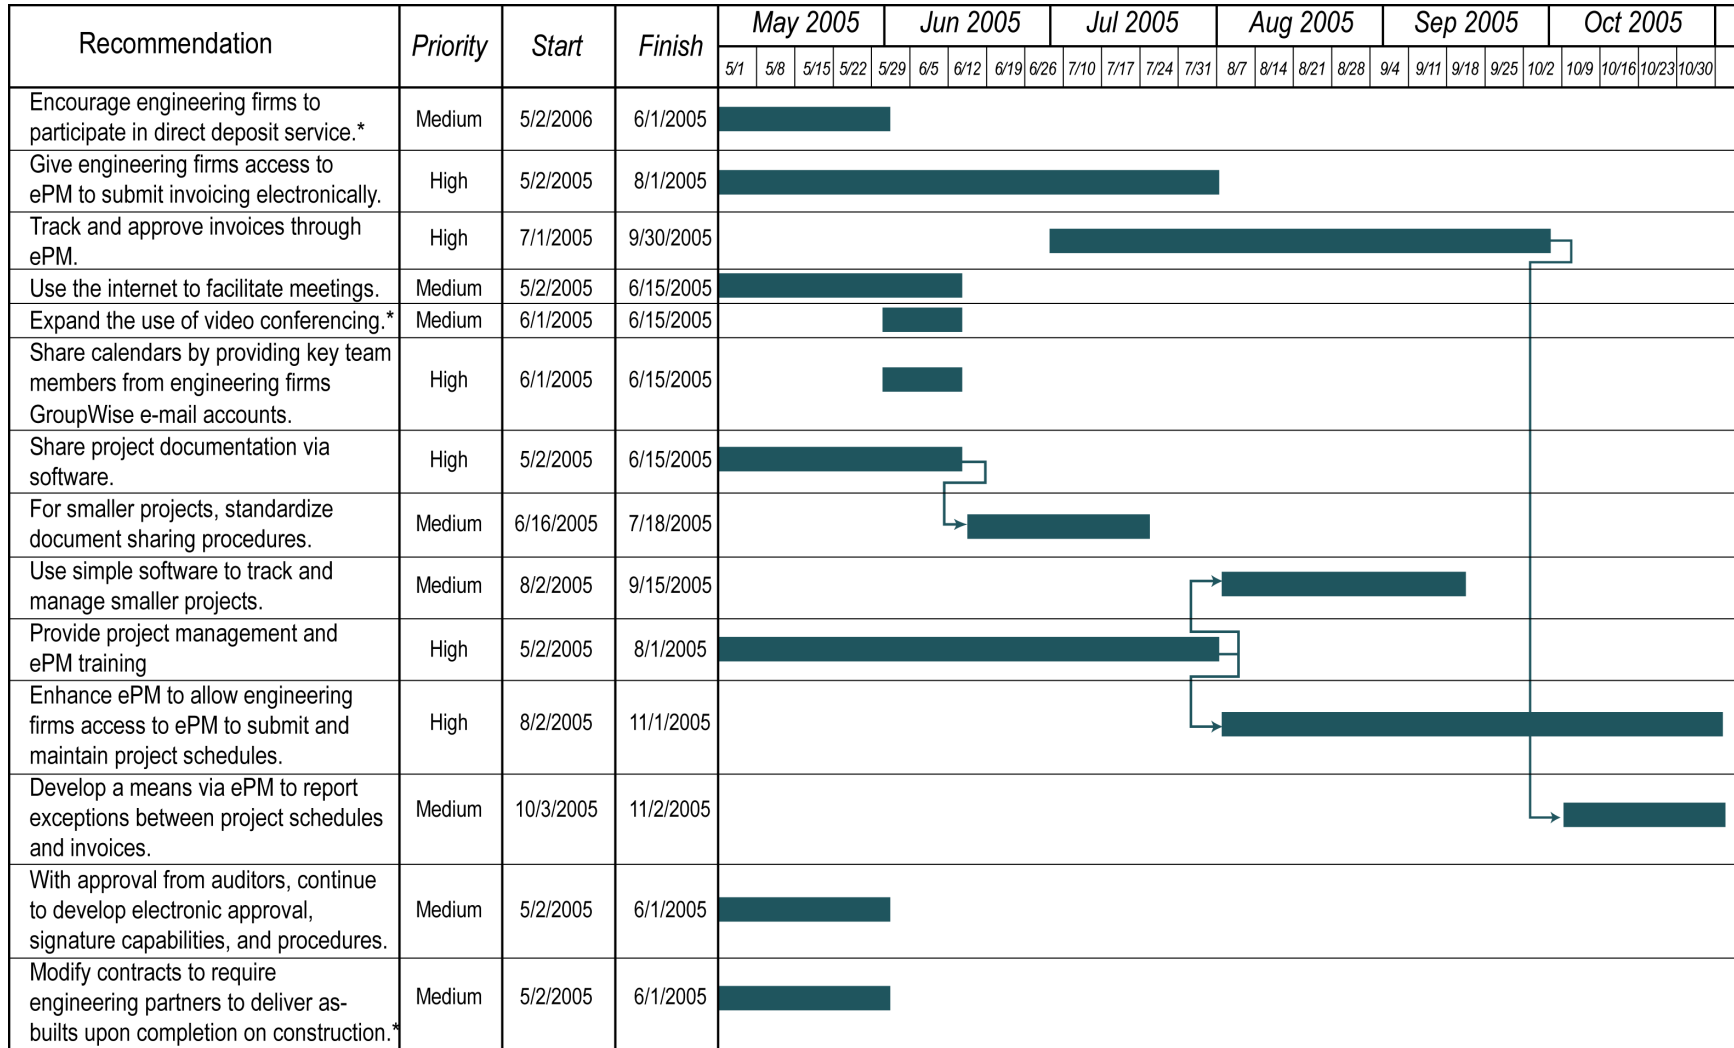 Recommendation Priority Start Finish May 2005 Jun 2005 Jul 2005 Aug 2005 Sep 2005 Oct 2005
5/1 5/8 5/15 5/22 5/29 6/5 6/12 6/19 6/26 7/10 7/17 7/24 7/31 8/7 8/14 8/21 8/28 9/4 9/11 9/18 9/25 10/2 10/9 10/16 10/23 10/30
Encourage engineering firms to
participate in direct deposit service.* Medium 5/2/2006 6/1/2005
Give engineering firms access to
ePM to submit invoicing electronically. High 5/2/2005 8/1/2005
Track and approve invoices through
ePM. High 7/1/2005 9/30/2005
Use the internet to facilitate meetings. Medium 5/2/2005 6/15/2005
Expand the use of video conferencing.* Medium 6/1/2005 6/15/2005
Share calendars by providing key team
members from engineering firms High 6/1/2005 6/15/2005
GroupWise e-mail accounts.
Share project documentation via
software. High 5/2/2005 6/15/2005
For smaller projects, standardize
document sharing procedures. Medium 6/16/2005 7/18/2005
Use simple software to track and
manage smaller projects. Medium 8/2/2005 9/15/2005
Provide project management and
ePM training High 5/2/2005 8/1/2005
Enhance ePM to allow engineering
firms access to ePM to submit and High 8/2/2005 11/1/2005
maintain project schedules.
Develop a means via ePM to report
exceptions between project schedules Medium 10/3/2005 11/2/2005
and invoices.
With approval from auditors, continue
to develop electronic approval, Medium 5/2/2005 6/1/2005
signature capabilities, and procedures.
Modify contracts to require
engineering partners to deliver as- Medium 5/2/2005 6/1/2005
builts upon completion on construction.*